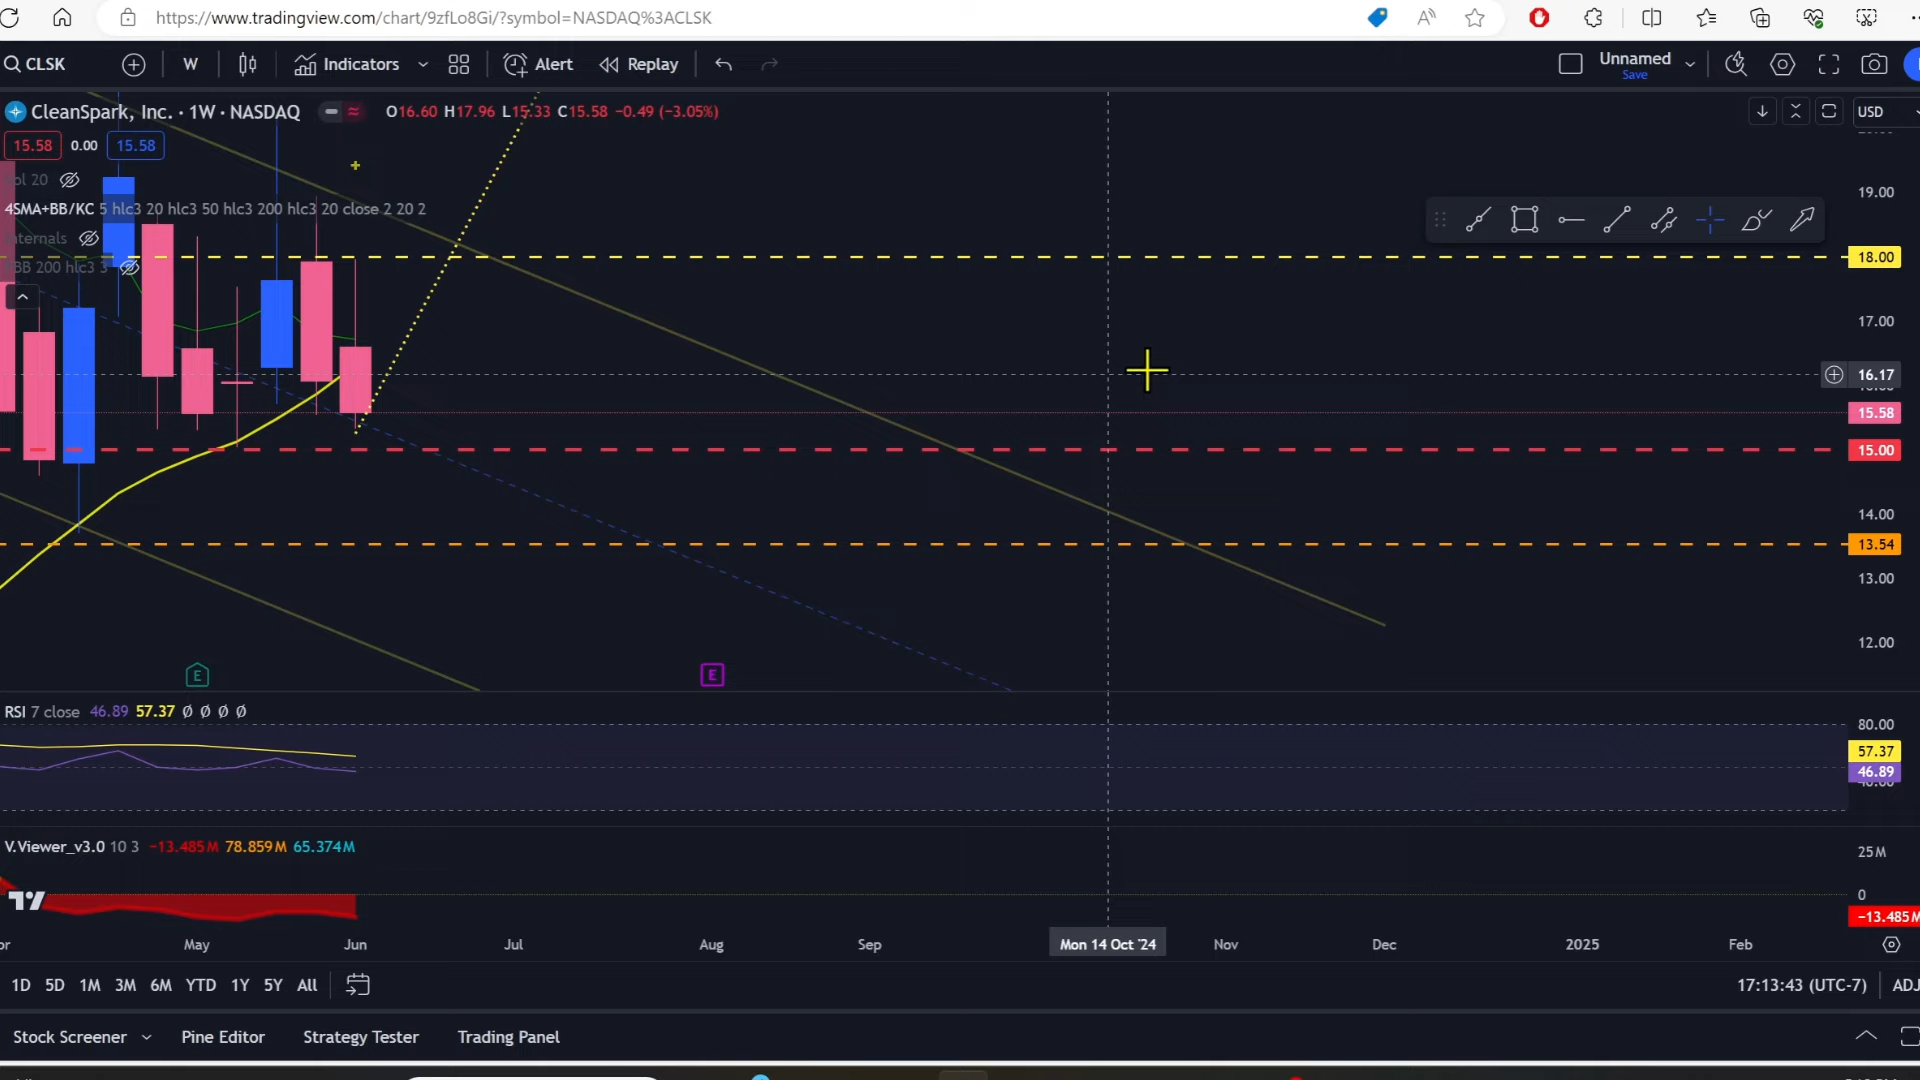 https://www.tradingview.com/chart/9zfLo8Gi/?symbol=NASDAQ%3ACLSK
CLSK W Indicators Alert Replay Unnamed
Save
CleanSpark, Inc. · 1W · NASDAQ O16.60 H17.96 L15.33 C15.58 −0.49 (−3.05%) USD
15.58 0.00 15.58
20
4SMA+BB/KC 5 hlc3 20 hlc3 50 hlc3 200 hlc3 20 close 2 20 2
BB 200 hlc3 3
19.00
18.00
17.00
16.17
15.58
15.00
14.00
13.54
13.00
12.00
E E
RSI 7 close 46.89 57.37 Ø Ø Ø Ø
80.00
57.37
46.89
V.Viewer_v3.0 10 3 −13.485M 78.859M 65.374M
25M
0
−13.485M
May Jun Jul Aug Sep Mon 14 Oct '24 Nov Dec 2025 Feb
1D 5D 1M 3M 6M YTD 1Y 5Y All 17:13:43 (UTC-7) ADJ
Stock Screener Pine Editor Strategy Tester Trading Panel